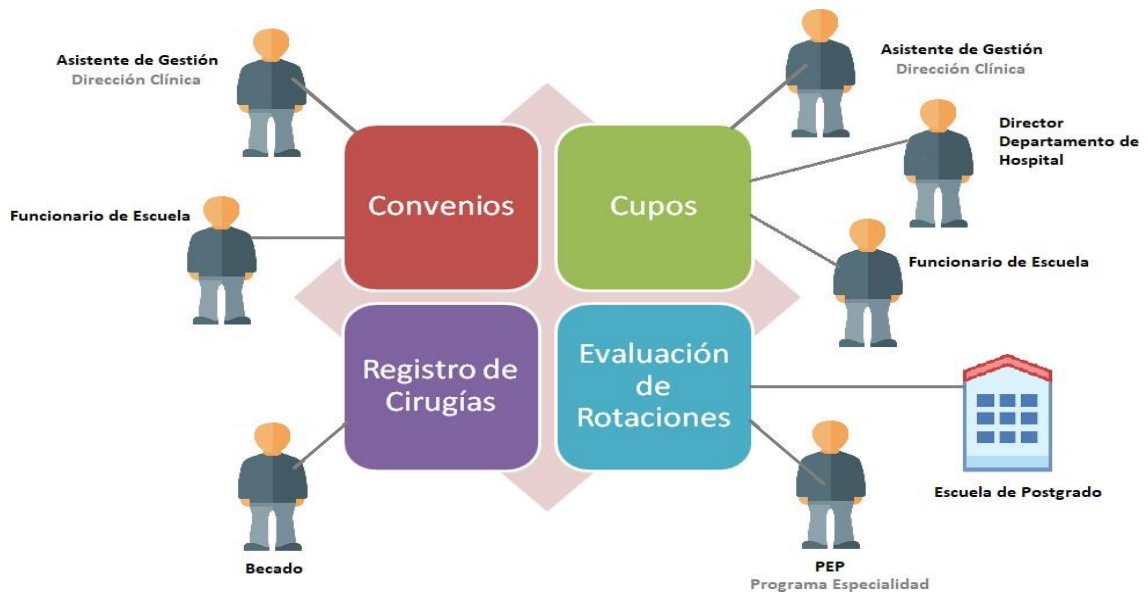 Asistente de Gestión
Dirección Clínica
Asistente de Gestión
Dirección Clínica
Director
Departamento de
Hospital
Convenios
Cupos
Funcionario de Escuela
Funcionario de Escuela
Registro de
Cirugías
Evaluación
de
Rotaciones
Escuela de Postgrado
Becado
PEP
Programa Especialidad